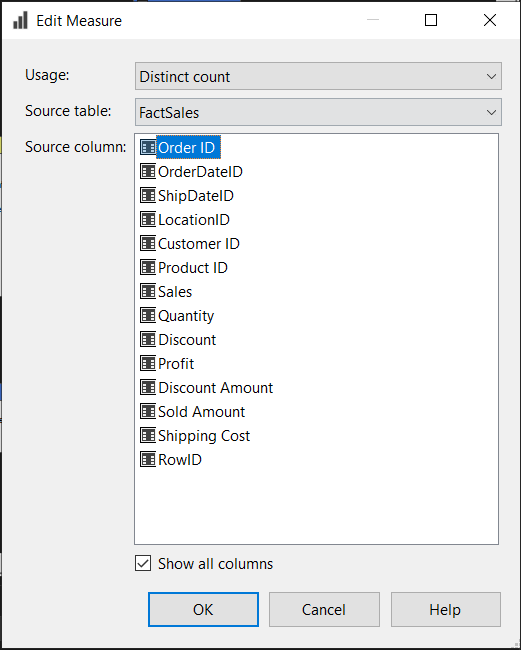 Edit Measure
Usage: Distinct count
Source table: FactSales
Source column: Order ID
OrderDateID
ShipDateID
LocationID
Customer ID
Product ID
Sales
Quantity
Discount
Profit
Discount Amount
Sold Amount
Shipping Cost
RowID
Show all columns
OK Cancel Help